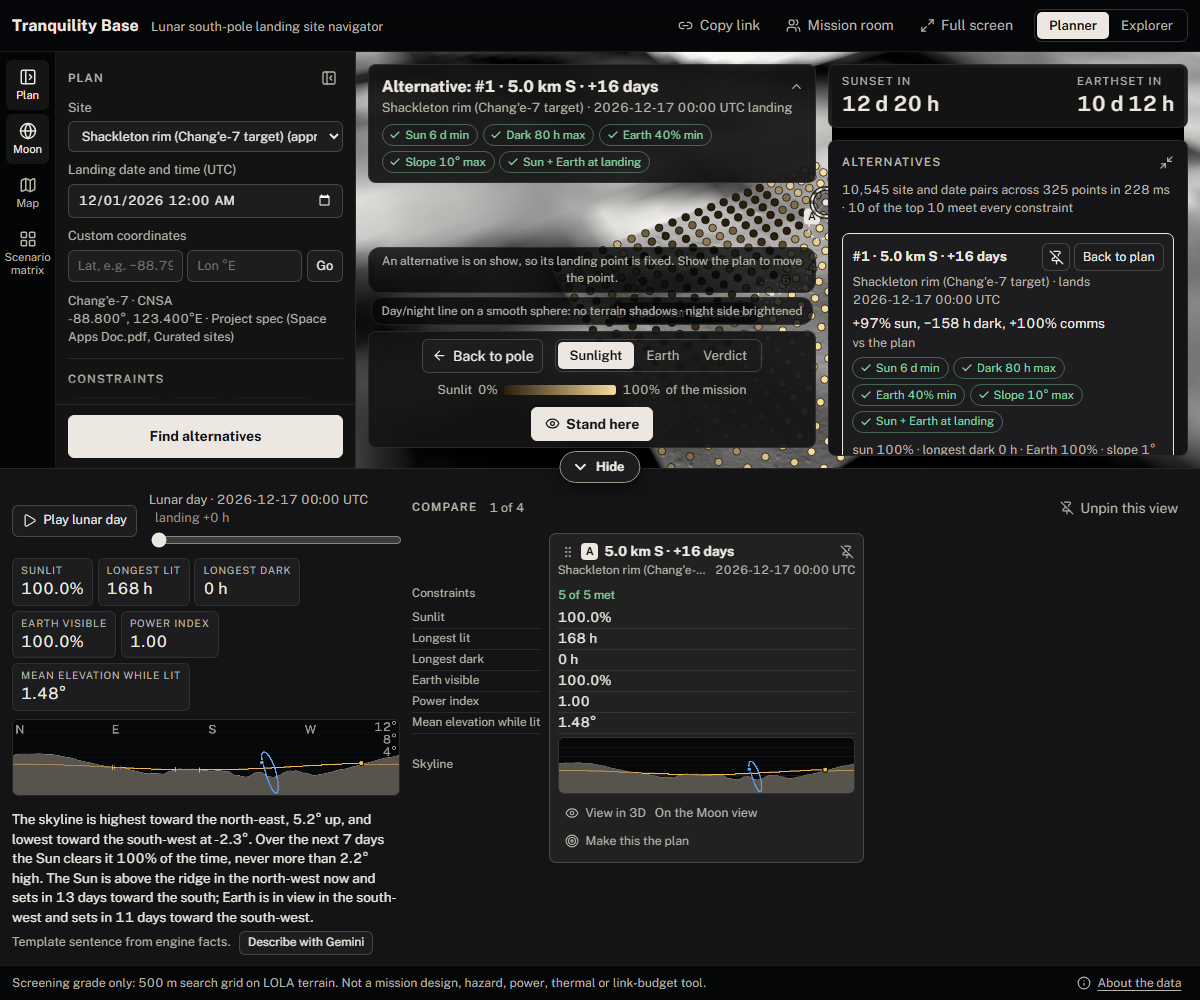 Tranquility Base Lunar south-pole landing site navigator
Copy link Mission room Full screen Planner Explorer
Plan
Moon
Map
Scenario
matrix
PLAN
Site
Shackleton rim (Chang'e-7 target) (appr
Landing date and time (UTC)
12/01/2026 12:00 AM
Custom coordinates
Lat, e.g. -88.79 Lon °E Go
Chang'e-7 · CNSA
-88.800°, 123.400°E · Project spec (Space
Apps Doc.pdf, Curated sites)
CONSTRAINTS
Find alternatives
Alternative: #1 · 5.0 km S · +16 days
Shackleton rim (Chang'e-7 target) · 2026-12-17 00:00 UTC landing
Sun 6 d min Dark 80 h max Earth 40% min
Slope 10° max Sun + Earth at landing
A
An alternative is on show, so its landing point is fixed. Show the plan to move
the point.
Day/night line on a smooth sphere: no terrain shadows · night side brightened
Back to pole Sunlight Earth Verdict
Sunlit 0% 100% of the mission
Stand here
Hide
SUNSET IN EARTHSET IN
12 d 20 h 10 d 12 h
ALTERNATIVES
10,545 site and date pairs across 325 points in 228 ms
· 10 of the top 10 meet every constraint
#1 · 5.0 km S · +16 days Back to plan
Shackleton rim (Chang'e-7 target) · lands
2026-12-17 00:00 UTC
+97% sun, −158 h dark, +100% comms
vs the plan
Sun 6 d min Dark 80 h max
Earth 40% min Slope 10° max
Sun + Earth at landing
sun 100% · longest dark 0 h · Earth 100% · slope 1°
Play lunar day
Lunar day · 2026-12-17 00:00 UTC
landing +0 h
SUNLIT LONGEST LIT LONGEST DARK
100.0% 168 h 0 h
EARTH VISIBLE POWER INDEX
100.0% 1.00
MEAN ELEVATION WHILE LIT
1.48°
N E S W 12°
8°
4°
The skyline is highest toward the north-east, 5.2° up, and
lowest toward the south-west at -2.3°. Over the next 7 days
the Sun clears it 100% of the time, never more than 2.2°
high. The Sun is above the ridge in the north-west now and
sets in 13 days toward the south; Earth is in view in the south-
west and sets in 11 days toward the south-west.
Template sentence from engine facts. Describe with Gemini
COMPARE 1 of 4 Unpin this view
A 5.0 km S · +16 days
Shackleton rim (Chang'e-... 2026-12-17 00:00 UTC
Constraints 5 of 5 met
Sunlit 100.0%
Longest lit 168 h
Longest dark 0 h
Earth visible 100.0%
Power index 1.00
Mean elevation while lit 1.48°
Skyline
View in 3D On the Moon view
Make this the plan
Screening grade only: 500 m search grid on LOLA terrain. Not a mission design, hazard, power, thermal or link-budget tool.
About the data